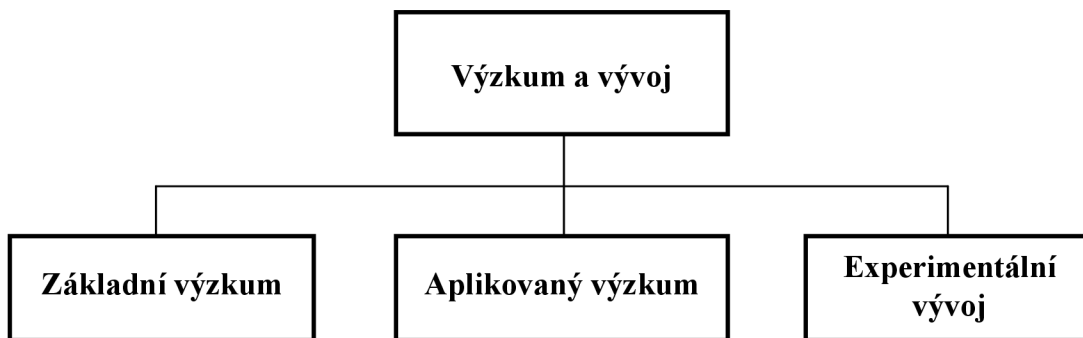 Výzkum a vývoj
Základní výzkum
Aplikovaný výzkum
Experimentální
vývoj